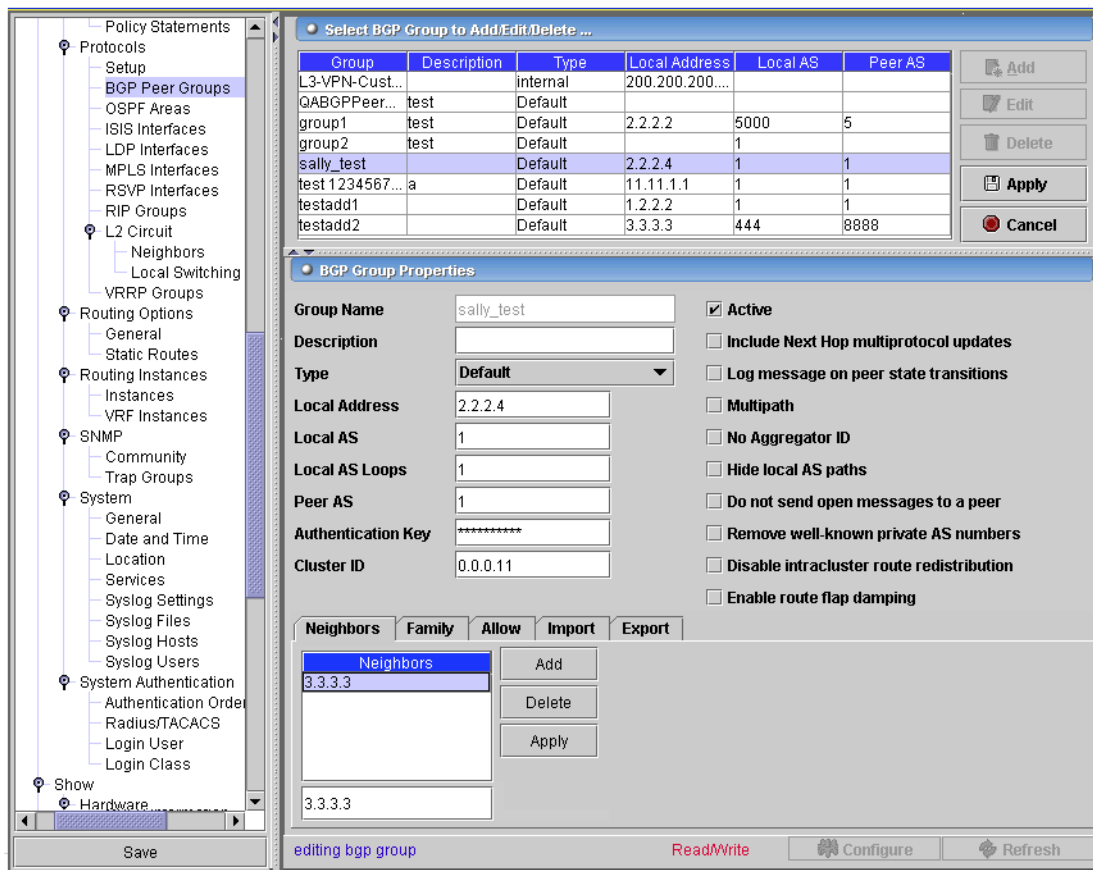 Policy Statements
Protocols
Setup
BGP Peer Groups
OSPF Areas
ISIS Interfaces
LDP Interfaces
MPLS Interfaces
RSVP Interfaces
RIP Groups
L2 Circuit
Neighbors
Local Switching
VRRP Groups
Routing Options
General
Static Routes
Routing Instances
Instances
VRF Instances
SNMP
Community
Trap Groups
System
General
Date and Time
Location
Services
Syslog Settings
Syslog Files
Syslog Hosts
Syslog Users
System Authentication
Authentication Order
Radius/TACACS
Login User
Login Class
Show
Hardware
Save
Select BGP Group to Add/Edit/Delete ...
Group Description Type Local Address Local AS Peer AS
L3-VPN-Cust... internal 200.200.200....
QABGPPeer... test Default
group1 test Default 2.2.2.2 5000 5
group2 test Default 1
sally_test Default 2.2.2.4 1 1
test 1234567... a Default 11.11.1.1 1 1
testadd1 Default 1.2.2.2 1 1
testadd2 Default 3.3.3.3 444 8888
Add
Edit
Delete
Apply
Cancel
BGP Group Properties
Group Name sally_test
Description
Type Default
Local Address 2.2.2.4
Local AS 1
Local AS Loops 1
Peer AS 1
Authentication Key **********
Cluster ID 0.0.0.11
Active
Include Next Hop multiprotocol updates
Log message on peer state transitions
Multipath
No Aggregator ID
Hide local AS paths
Do not send open messages to a peer
Remove well-known private AS numbers
Disable intracluster route redistribution
Enable route flap damping
Neighbors Family Allow Import Export
Neighbors
3.3.3.3
3.3.3.3
Add
Delete
Apply
editing bgp group Read/Write Configure Refresh